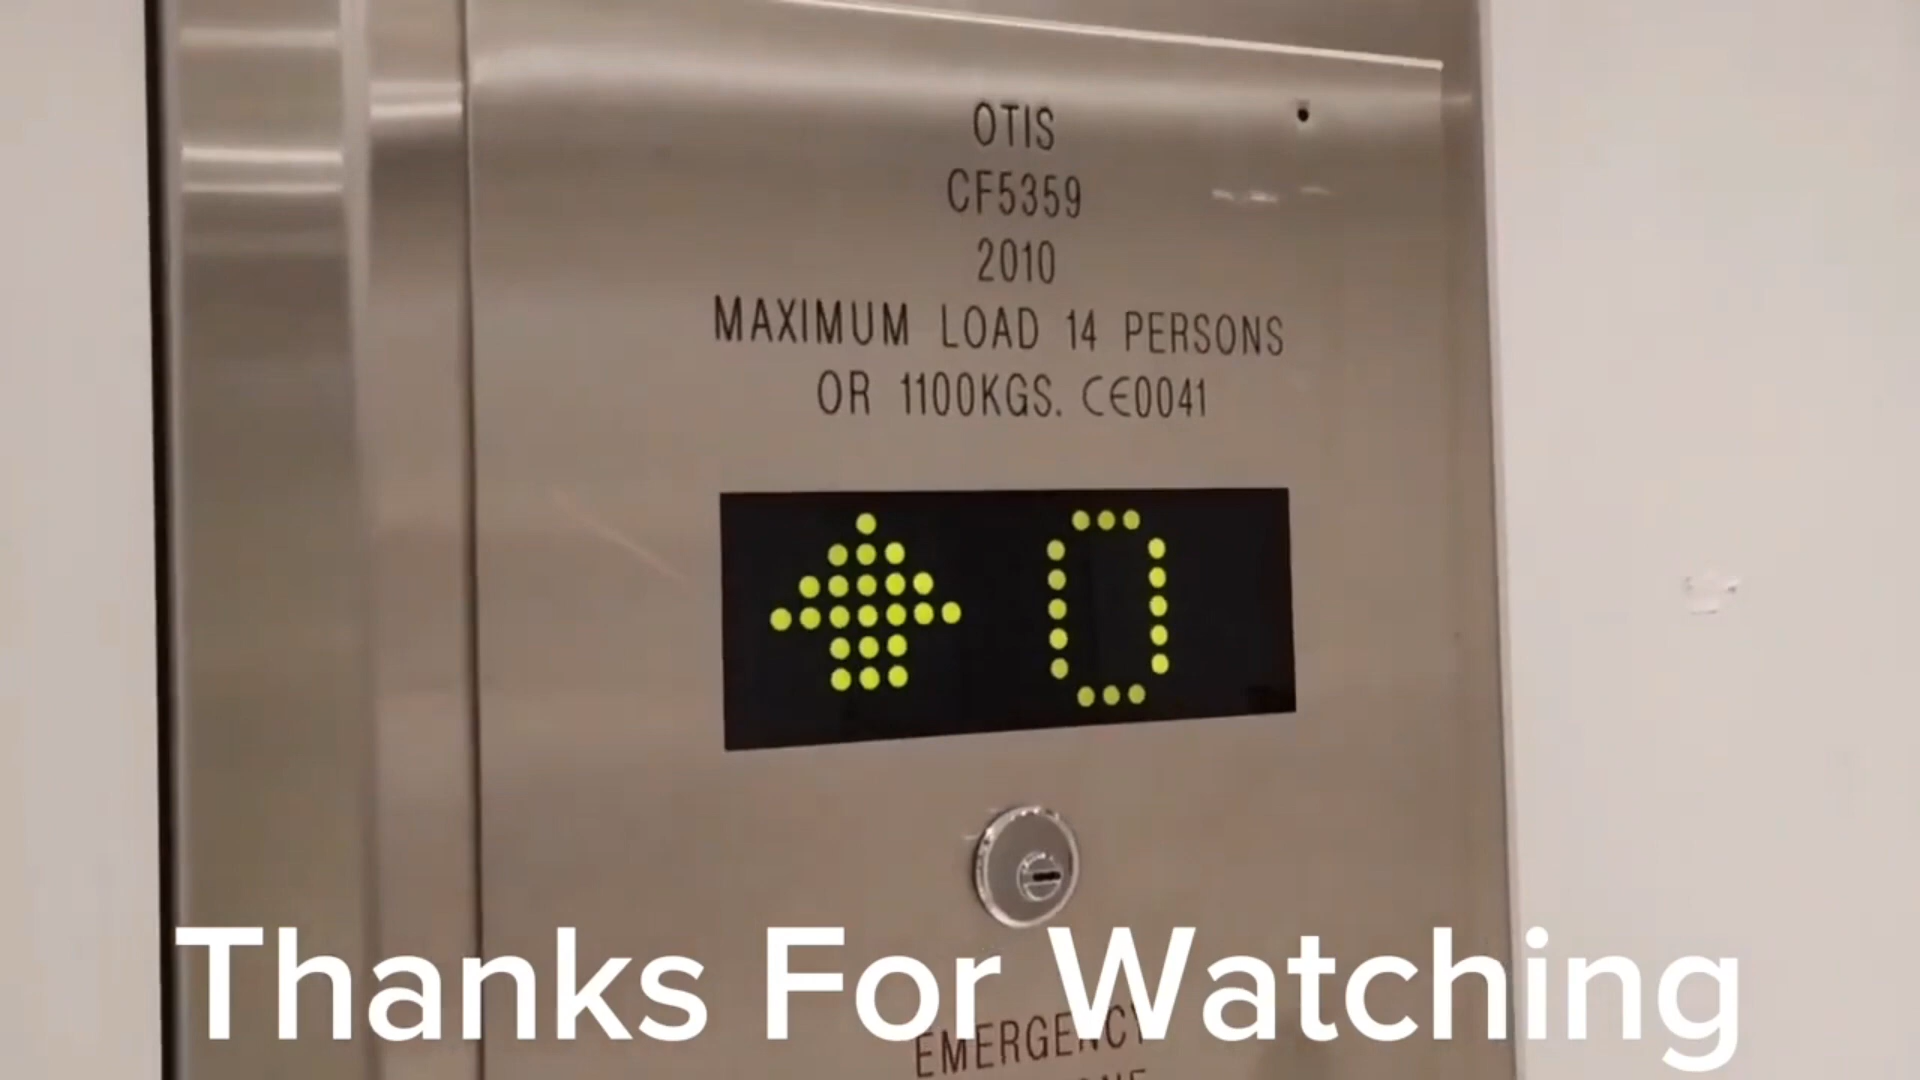 OTIS
CF5359
2010
MAXIMUM LOAD 14 PERSONS
OR 1100KGS. CE0041
0
Thanks For Watching
EMERGENCY